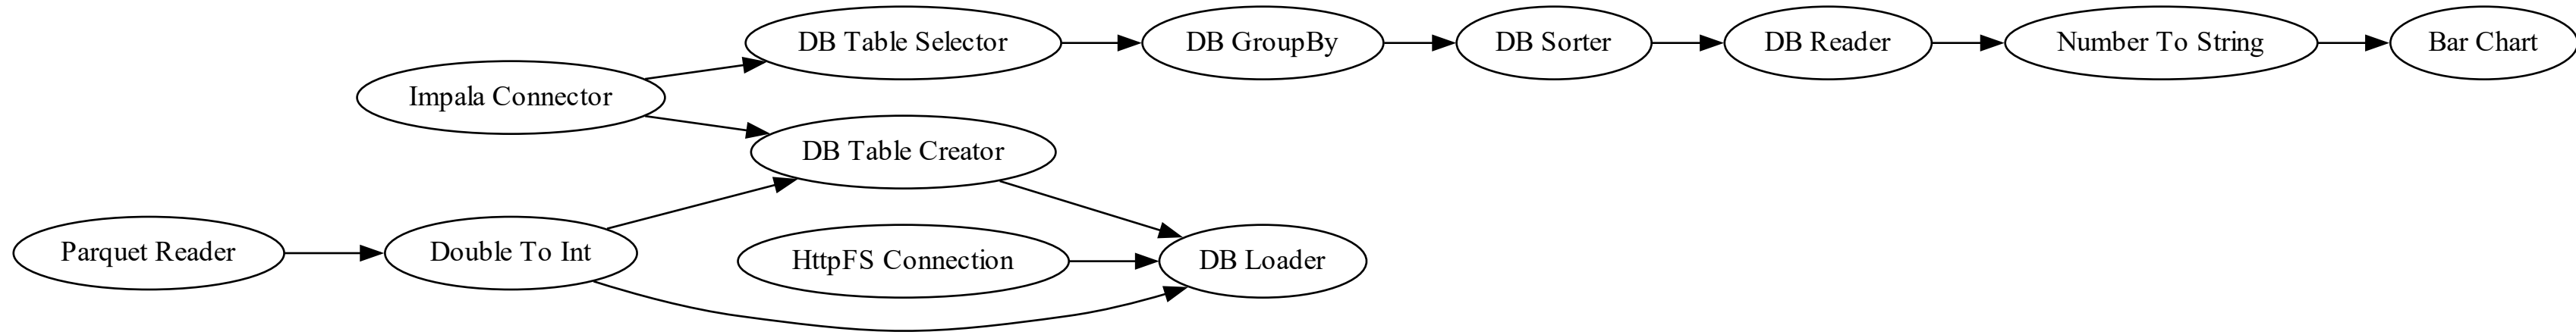 DB Table Selector
DB GroupBy
DB Sorter
DB Reader
Number To String
Bar Chart
Impala Connector
DB Table Creator
Parquet Reader
Double To Int
HttpFS Connection
DB Loader